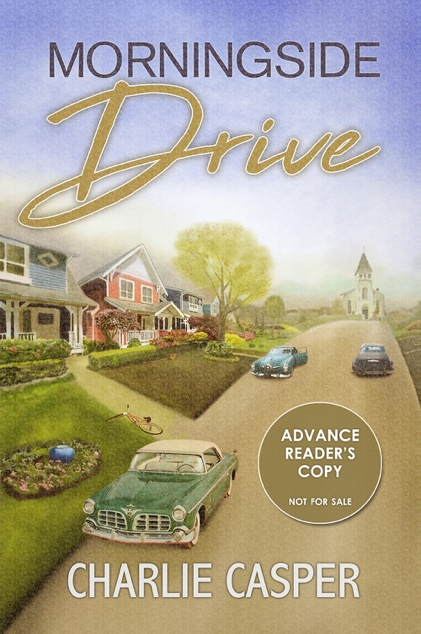 MORNINGSIDE
Drive
ADVANCE
READER'S
COPY
NOT FOR SALE
CHARLIE CASPER